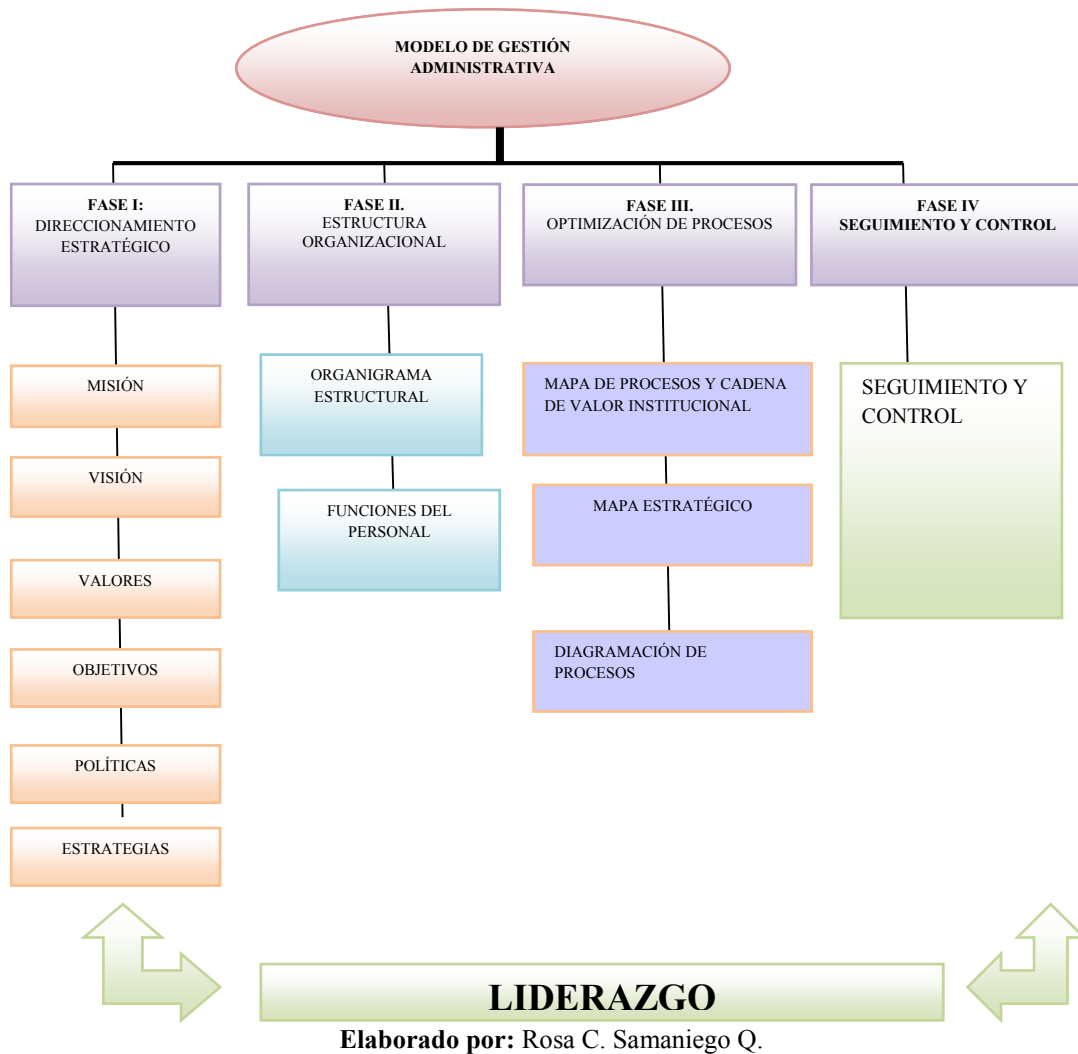 MODELO DE GESTIÓN
ADMINISTRATIVA
FASE I:
DIRECCIONAMIENTO
ESTRATÉGICO
MISIÓN
VISIÓN
VALORES
OBJETIVOS
POLÍTICAS
ESTRATEGIAS
FASE II.
ESTRUCTURA
ORGANIZACIONAL
ORGANIGRAMA
ESTRUCTURAL
FUNCIONES DEL
PERSONAL
FASE III.
OPTIMIZACIÓN DE PROCESOS
MAPA DE PROCESOS Y CADENA
DE VALOR INSTITUCIONAL
MAPA ESTRATÉGICO
DIAGRAMACIÓN DE
PROCESOS
FASE IV
SEGUIMIENTO Y CONTROL
SEGUIMIENTO Y
CONTROL
LIDERAZGO
Elaborado por: Rosa C. Samaniego Q.